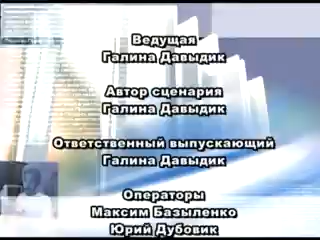 Ведущая
Галина Давыдик
Автор сценария
Галина Давыдик
Ответственный выпускающий
Галина Давыдик
Операторы
Максим Базыленко
Юрий Дубовик